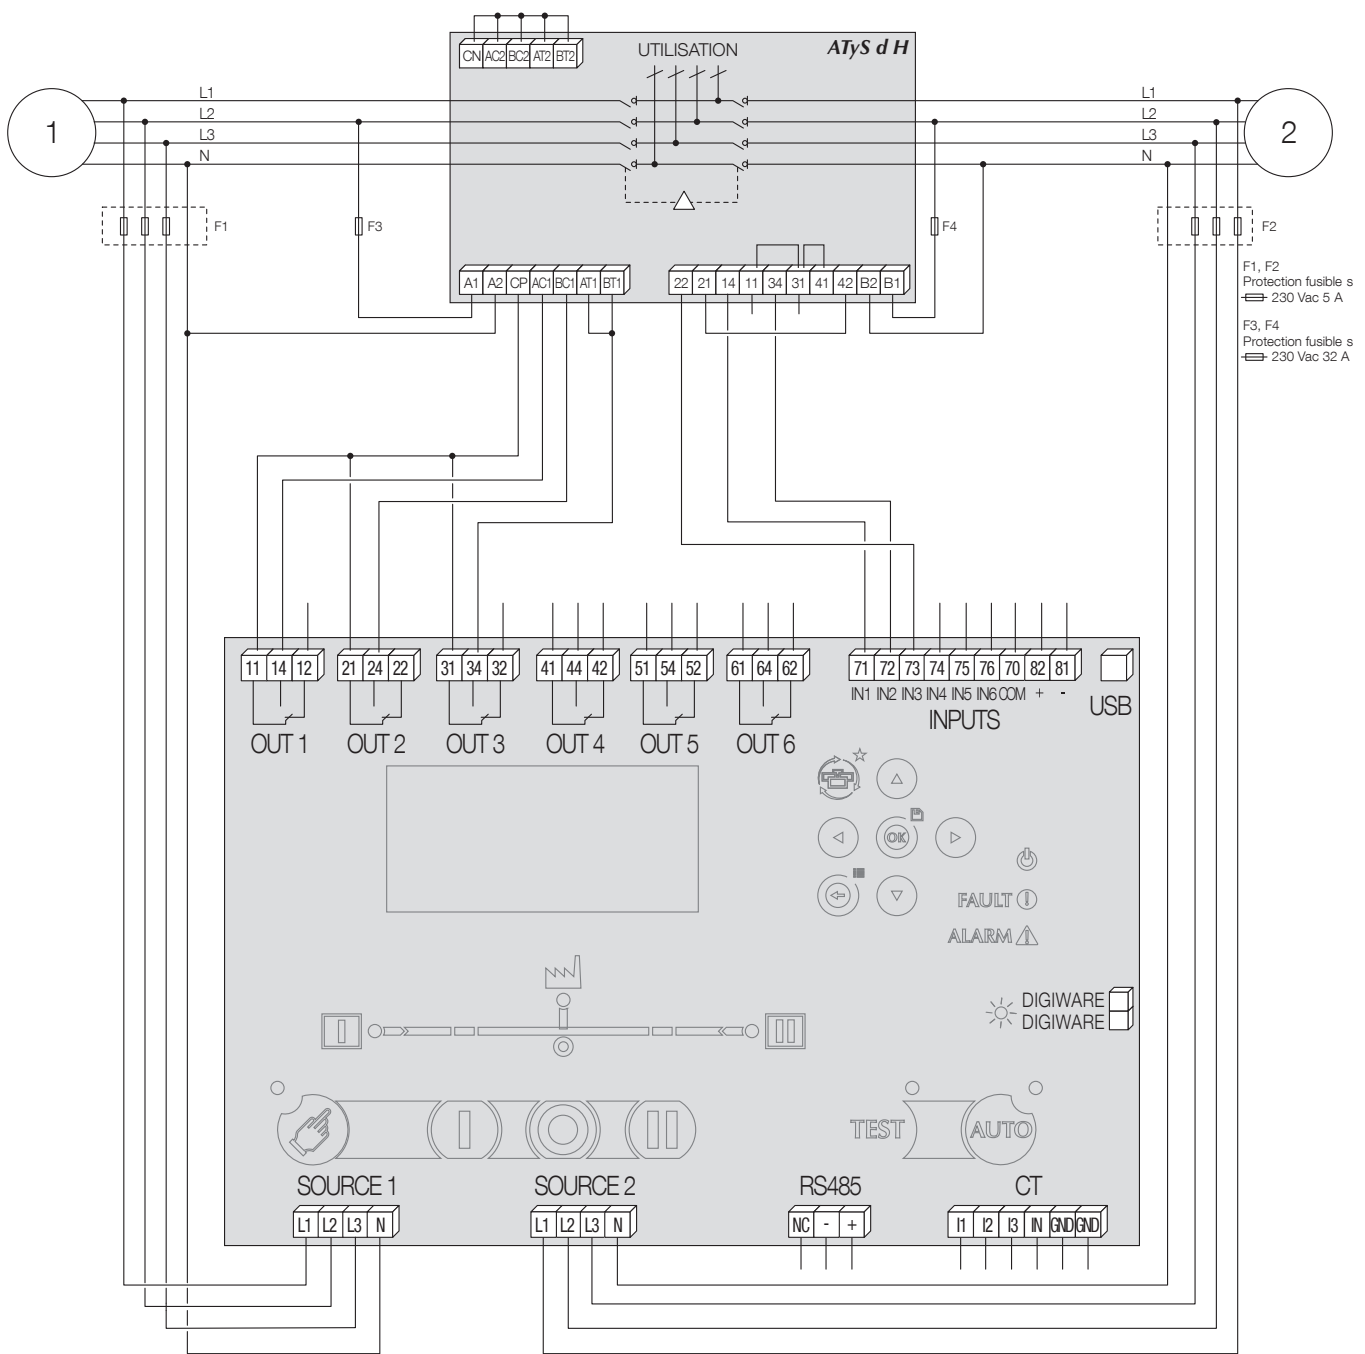 CN AC2 BC2 AT2 BT2
UTILISATION
ATyS d H
L1
L2
L3
N
1
L1
L2
L3
N
2
F1
F3
F4
F2
A1 A2 CP AC1 BC1 AT1 BT1
22 21 14 11 34 31 41 42 B2 B1
F1, F2
Protection fusible s
230 Vac 5 A
F3, F4
Protection fusible s
230 Vac 32 A
11 14 12
21 24 22
31 34 32
41 44 42
51 54 52
61 64 62
71 72 73 74 75 76 70 82 81
IN1 IN2 IN3 IN4 IN5 IN6 COM + -
INPUTS
USB
OUT 1
OUT 2
OUT 3
OUT 4
OUT 5
OUT 6
OK
FAULT
ALARM
DIGIWARE
DIGIWARE
I
II
I
II
TEST
AUTO
SOURCE 1
SOURCE 2
RS485
CT
L1 L2 L3 N
L1 L2 L3 N
NC - +
I1 I2 I3 IN GND GND